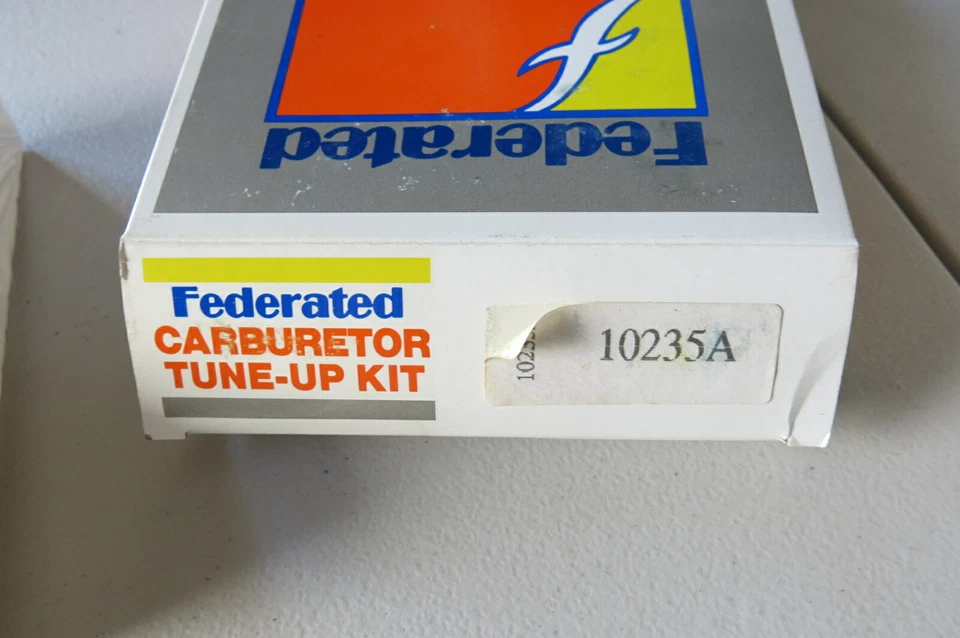 Federated
Federated
CARBURETOR
TUNE-UP KIT
10235A